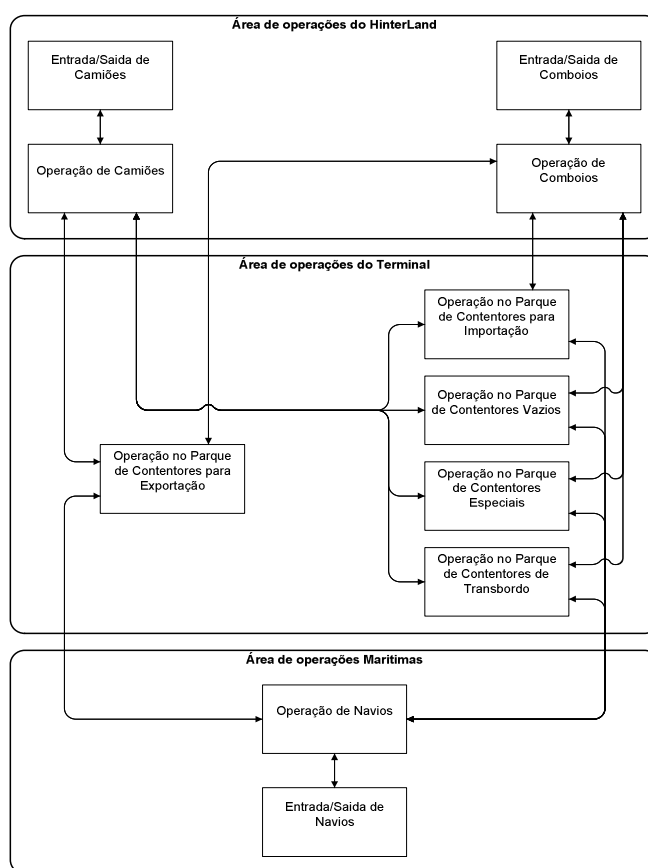 Área de operações do HinterLand
Entrada/Saida de
Camiões
Entrada/Saida de
Comboios
Operação de Camiões
Operação de
Comboios
Área de operações do Terminal
Operação no Parque
de Contentores para
Importação
Operação no Parque
de Contentores Vazios
Operação no Parque
de Contentores para
Exportação
Operação no Parque
de Contentores
Especiais
Operação no Parque
de Contentores de
Transbordo
Área de operações Maritimas
Operação de Navios
Entrada/Saida de
Navios